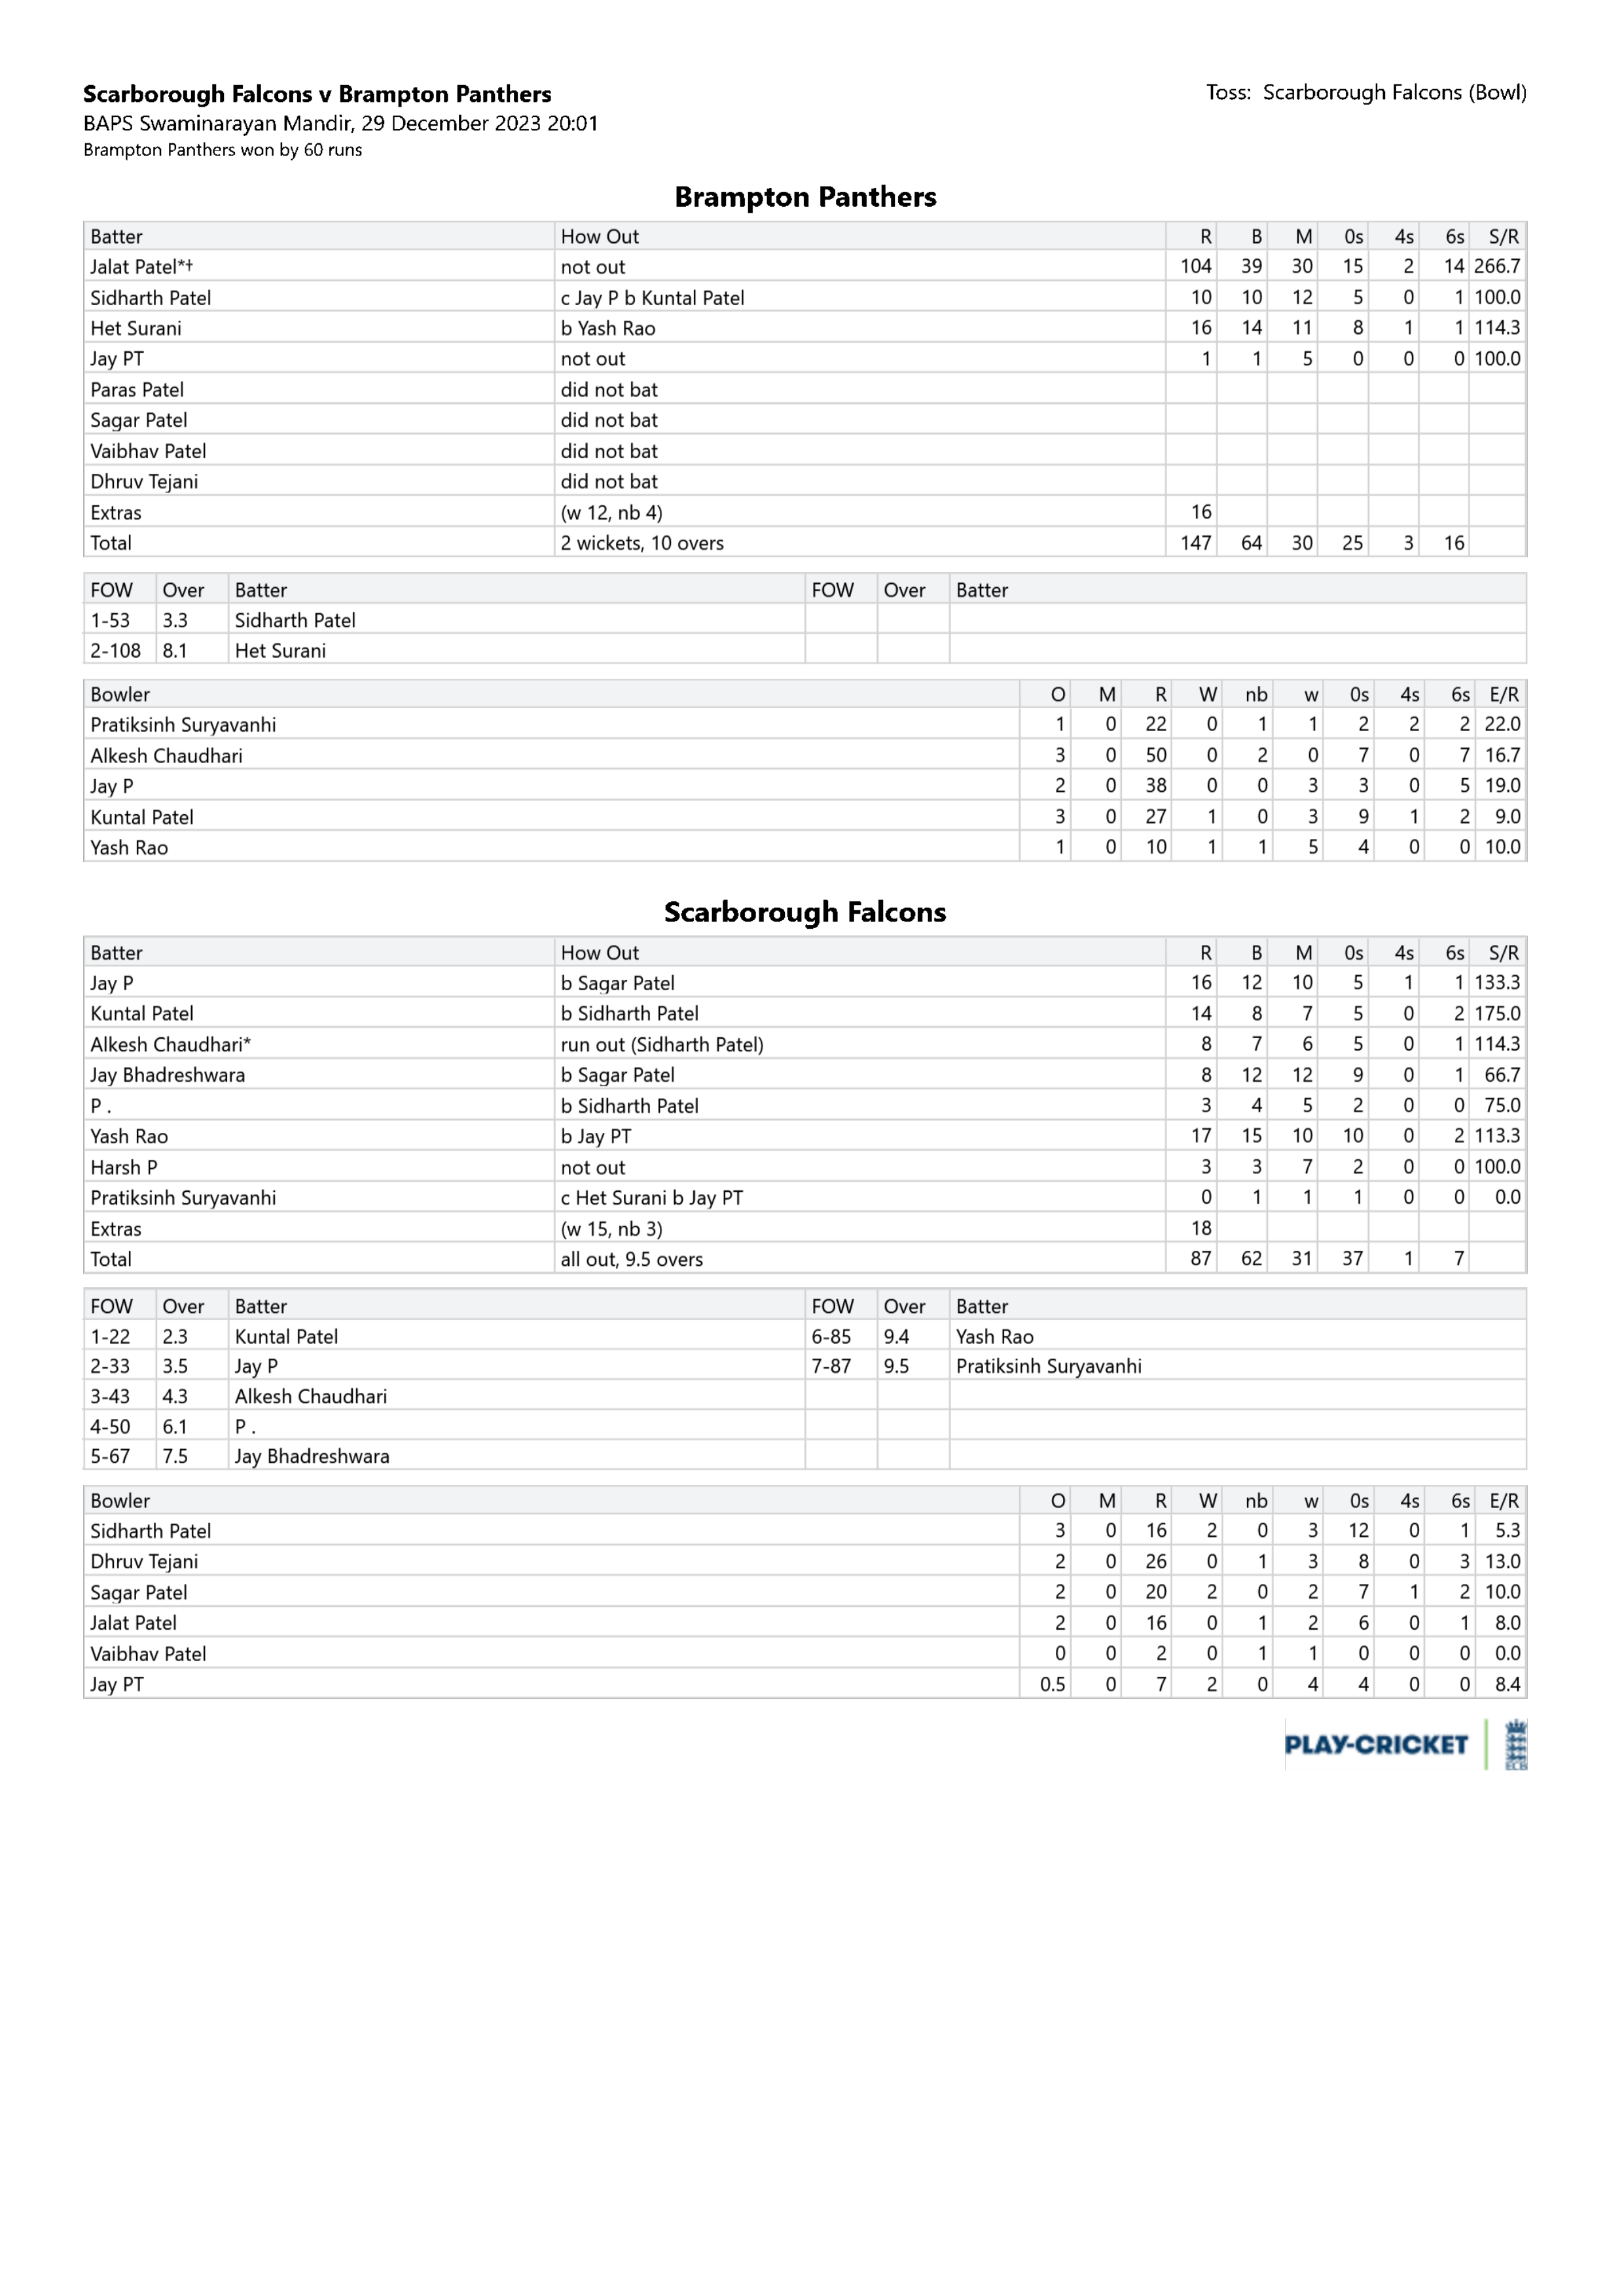 Scarborough Falcons v Brampton Panthers
Toss: Scarborough Falcons (Bowl)
BAPS Swaminarayan Mandir, 29 December 2023 20:01
Brampton Panthers won by 60 runs
Brampton Panthers
Batter How Out R B M 0s 4s 6s S/R
Jalat Patel*† not out 104 39 30 15 2 14 266.7
Sidharth Patel c Jay P b Kuntal Patel 10 10 12 5 0 1 100.0
Het Surani b Yash Rao 16 14 11 8 1 1 114.3
Jay PT not out 1 1 5 0 0 0 100.0
Paras Patel did not bat
Sagar Patel did not bat
Vaibhav Patel did not bat
Dhruv Tejani did not bat
Extras (w 12, nb 4) 16
Total 2 wickets, 10 overs 147 64 30 25 3 16
FOW Over Batter FOW Over Batter
1-53 3.3 Sidharth Patel
2-108 8.1 Het Surani
Bowler O M R W nb w 0s 4s 6s E/R
Pratiksinh Suryavanhi 1 0 22 0 1 1 2 2 2 22.0
Alkesh Chaudhari 3 0 50 0 2 0 7 0 7 16.7
Jay P 2 0 38 0 0 3 3 0 5 19.0
Kuntal Patel 3 0 27 1 0 3 9 1 2 9.0
Yash Rao 1 0 10 1 1 5 4 0 0 10.0
Scarborough Falcons
Batter How Out R B M 0s 4s 6s S/R
Jay P b Sagar Patel 16 12 10 5 1 1 133.3
Kuntal Patel b Sidharth Patel 14 8 7 5 0 2 175.0
Alkesh Chaudhari* run out (Sidharth Patel) 8 7 6 5 0 1 114.3
Jay Bhadreshwara b Sagar Patel 8 12 12 9 0 1 66.7
P . b Sidharth Patel 3 4 5 2 0 0 75.0
Yash Rao b Jay PT 17 15 10 10 0 2 113.3
Harsh P not out 3 3 7 2 0 0 100.0
Pratiksinh Suryavanhi c Het Surani b Jay PT 0 1 1 1 0 0 0.0
Extras (w 15, nb 3) 18
Total all out, 9.5 overs 87 62 31 37 1 7
FOW Over Batter FOW Over Batter
1-22 2.3 Kuntal Patel 6-85 9.4 Yash Rao
2-33 3.5 Jay P 7-87 9.5 Pratiksinh Suryavanhi
3-43 4.3 Alkesh Chaudhari
4-50 6.1 P .
5-67 7.5 Jay Bhadreshwara
Bowler O M R W nb w 0s 4s 6s E/R
Sidharth Patel 3 0 16 2 0 3 12 0 1 5.3
Dhruv Tejani 2 0 26 0 1 3 8 0 3 13.0
Sagar Patel 2 0 20 2 0 2 7 1 2 10.0
Jalat Patel 2 0 16 0 1 2 6 0 1 8.0
Vaibhav Patel 0 0 2 0 1 1 0 0 0 0.0
Jay PT 0.5 0 7 2 0 4 4 0 0 8.4
PLAY-CRICKET ECB